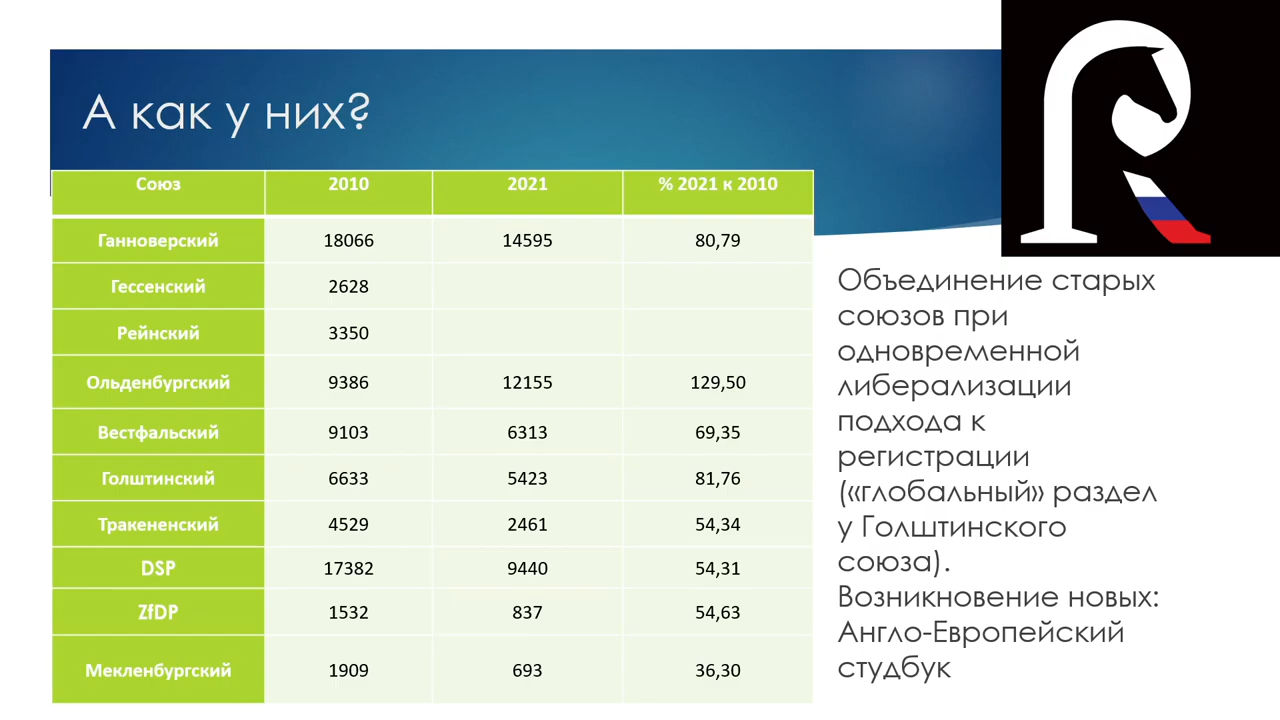 А как у них?
Союз 2010 2021 % 2021 к 2010
Ганноверский 18066 14595 80,79
Гессенский 2628
Рейнский 3350
Ольденбургский 9386 12155 129,50
Вестфальский 9103 6313 69,35
Голштинский 6633 5423 81,76
Тракененский 4529 2461 54,34
DSP 17382 9440 54,31
ZfDP 1532 837 54,63
Мекленбургский 1909 693 36,30
Объединение старых
союзов при
одновременной
либерализации
подхода к
регистрации
(«глобальный» раздел
у Голштинского
союза).
Возникновение новых:
Англо-Европейский
студбук